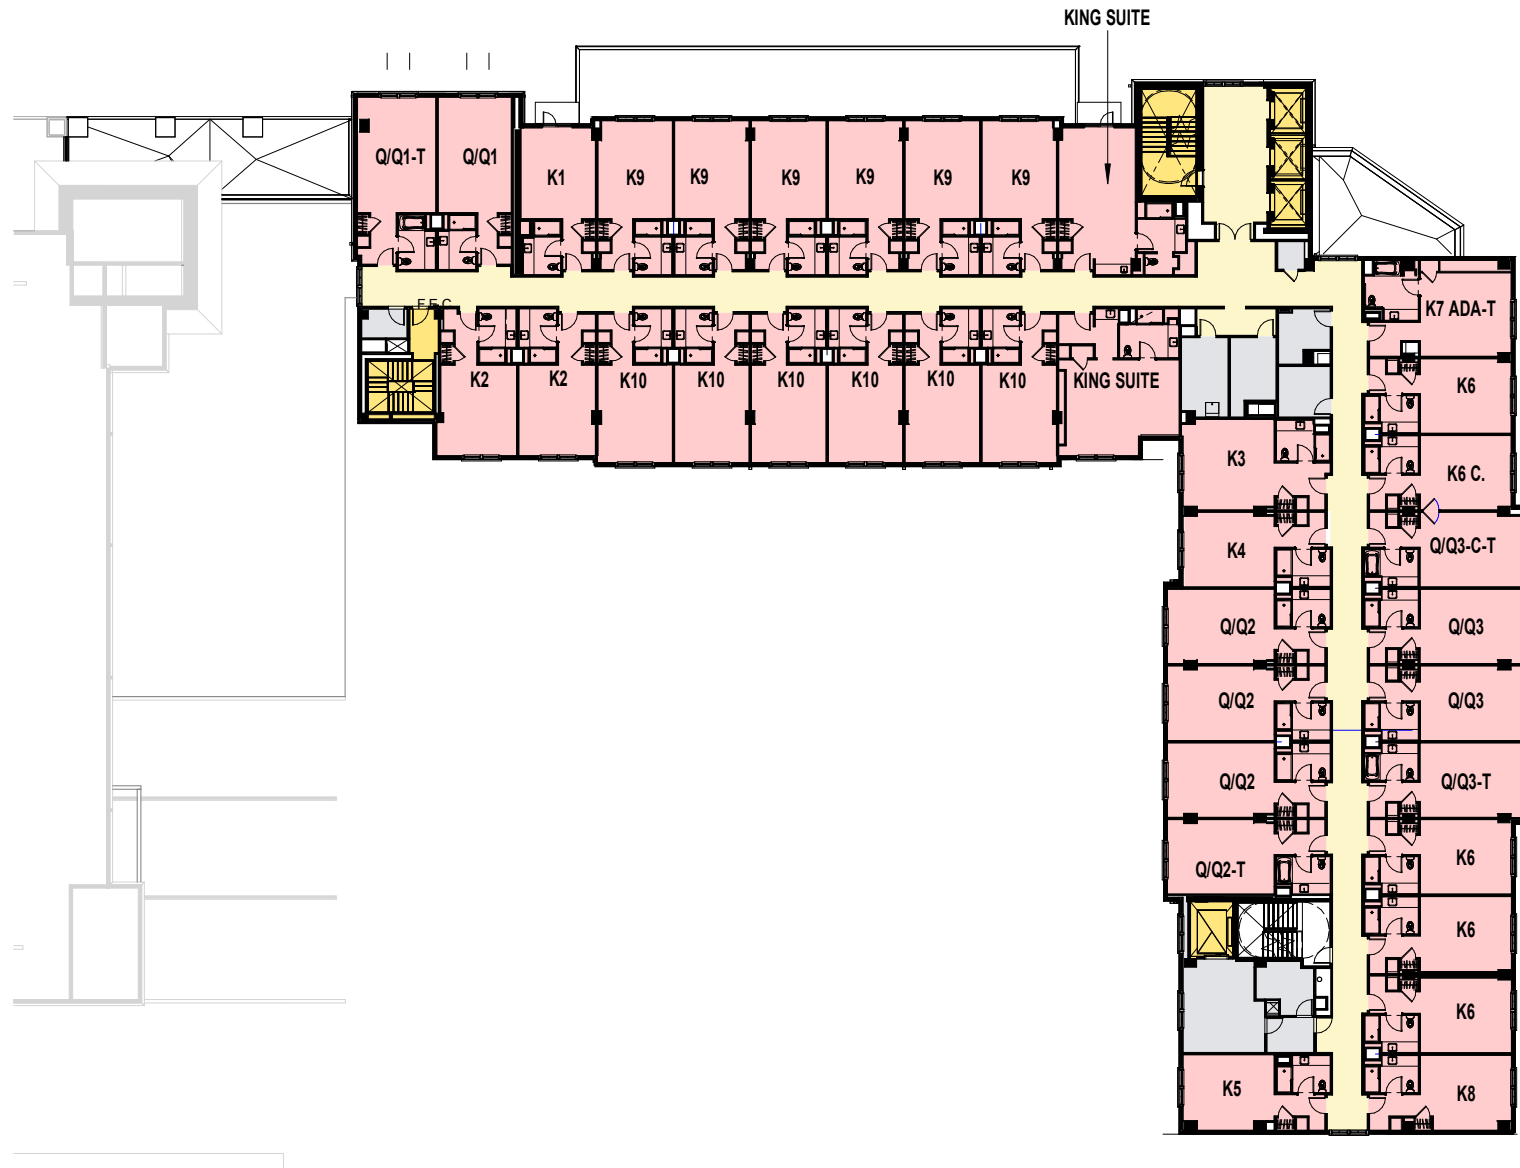 KING SUITE
Q/Q1-T
Q/Q1
K1
K9
K9
K9
K9
K9
K9
F.E.C.
K2
K2
K10
K10
K10
K10
K10
K10
KING SUITE
K7 ADA-T
K6
K3
K6 C.
K4
Q/Q3-C-T
Q/Q2
Q/Q3
Q/Q2
Q/Q3
Q/Q2
Q/Q3-T
Q/Q2-T
K6
K6
K6
K5
K8